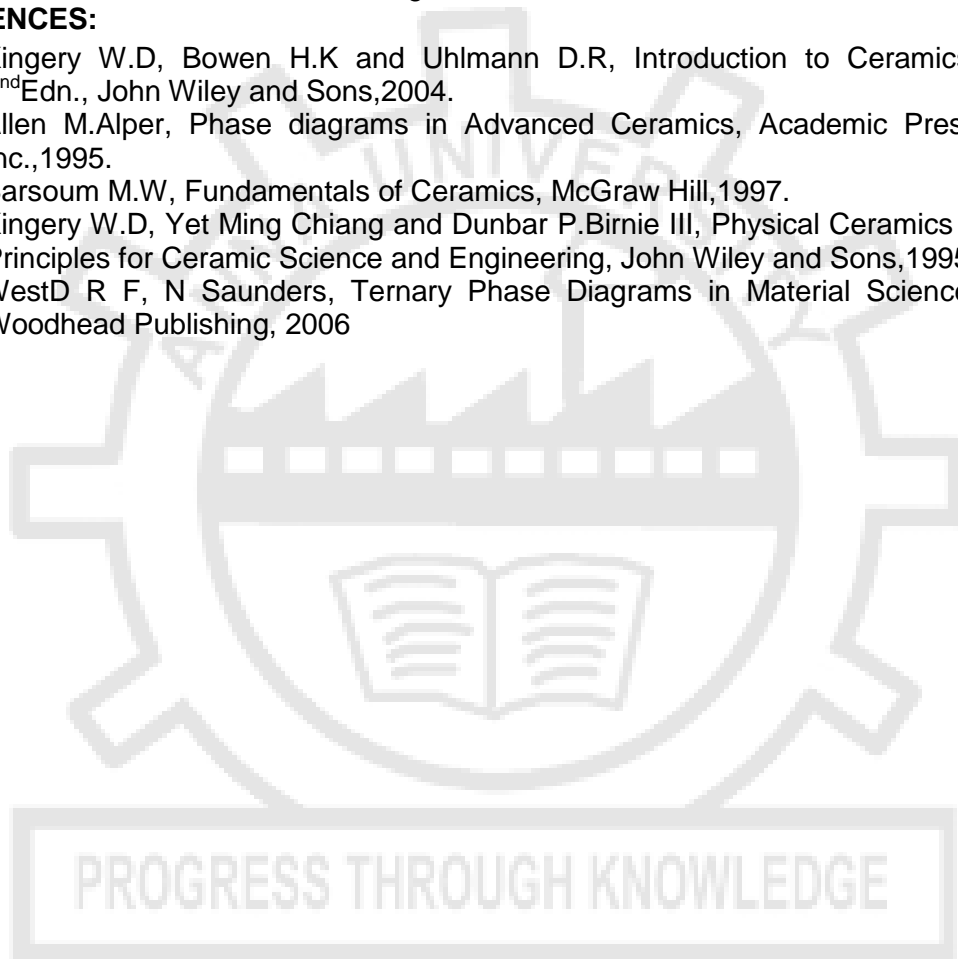 ENCES:
ingery W.D, Bowen H.K and Uhlmann D.R, Introduction to Ceramics
nd Edn., John Wiley and Sons,2004.
llen M.Alper, Phase diagrams in Advanced Ceramics, Academic Pres
nc.,1995.
arsoum M.W, Fundamentals of Ceramics, McGraw Hill,1997.
ingery W.D, Yet Ming Chiang and Dunbar P.Birnie III, Physical Ceramics
Principles for Ceramic Science and Engineering, John Wiley and Sons,1995
WestD R F, N Saunders, Ternary Phase Diagrams in Material Science
Woodhead Publishing, 2006
PROGRESS THROUGH KNOWLEDGE